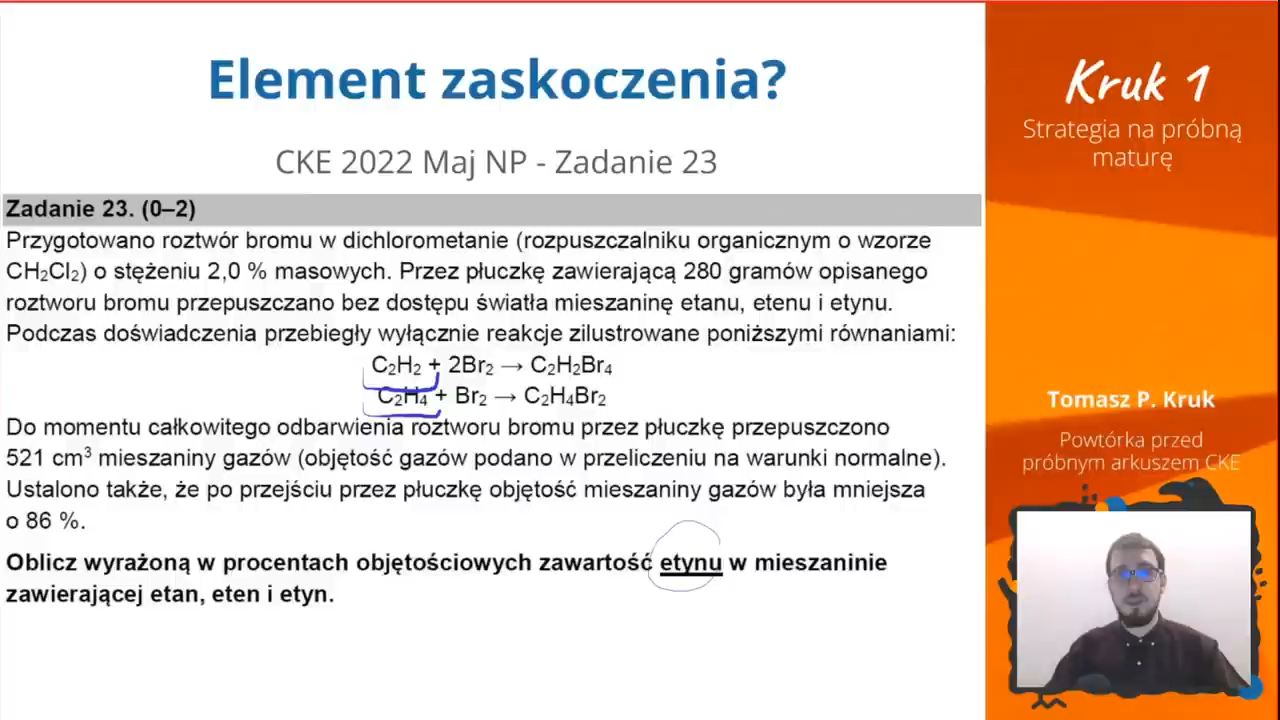 Element zaskoczenia?
CKE 2022 Maj NP - Zadanie 23
Zadanie 23. (0–2)
Przygotowano roztwór bromu w dichlorometanie (rozpuszczalniku organicznym o wzorze
CH₂Cl₂) o stężeniu 2,0 % masowych. Przez płuczkę zawierającą 280 gramów opisanego
roztworu bromu przepuszczano bez dostępu światła mieszaninę etanu, etenu i etynu.
Podczas doświadczenia przebiegły wyłącznie reakcje zilustrowane poniższymi równaniami:
C₂H₂ + 2Br₂ → C₂H₂Br₄
C₂H₄ + Br₂ → C₂H₄Br₂
Do momentu całkowitego odbarwienia roztworu bromu przez płuczkę przepuszczono
521 cm³ mieszaniny gazów (objętość gazów podano w przeliczeniu na warunki normalne).
Ustalono także, że po przejściu przez płuczkę objętość mieszaniny gazów była mniejsza
o 86 %.
Oblicz wyrażoną w procentach objętościowych zawartość etynu w mieszaninie
zawierającej etan, eten i etyn.
Kruk 1
Strategia na próbną
maturę
Tomasz P. Kruk
Powtórka przed
próbnym arkuszem CKE